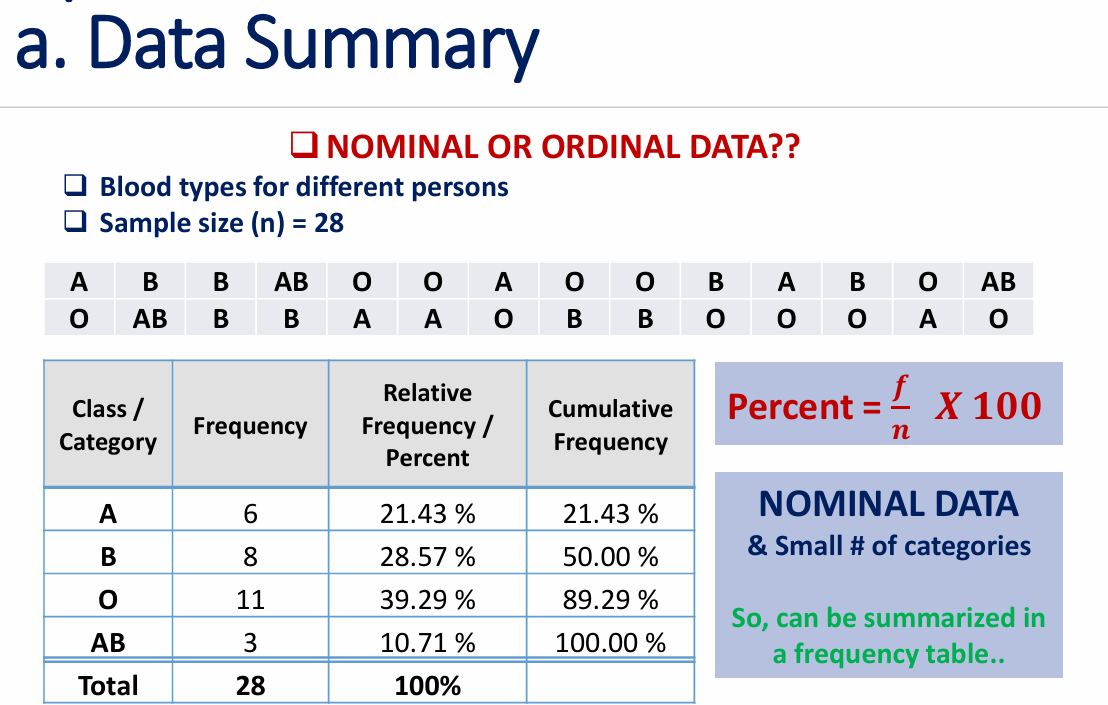 a. Data Summary
❑ NOMINAL OR ORDINAL DATA??
❑ Blood types for different persons
❑ Sample size (n) = 28
A B B AB O O A O O B A B O AB
O AB B B A A O B B O O O A O
Class / Category Frequency Relative Frequency / Percent Cumulative Frequency
A 6 21.43 % 21.43 %
B 8 28.57 % 50.00 %
O 11 39.29 % 89.29 %
AB 3 10.71 % 100.00 %
Total 28 100%
Percent = f/n X 100
NOMINAL DATA
& Small # of categories
So, can be summarized in
a frequency table..